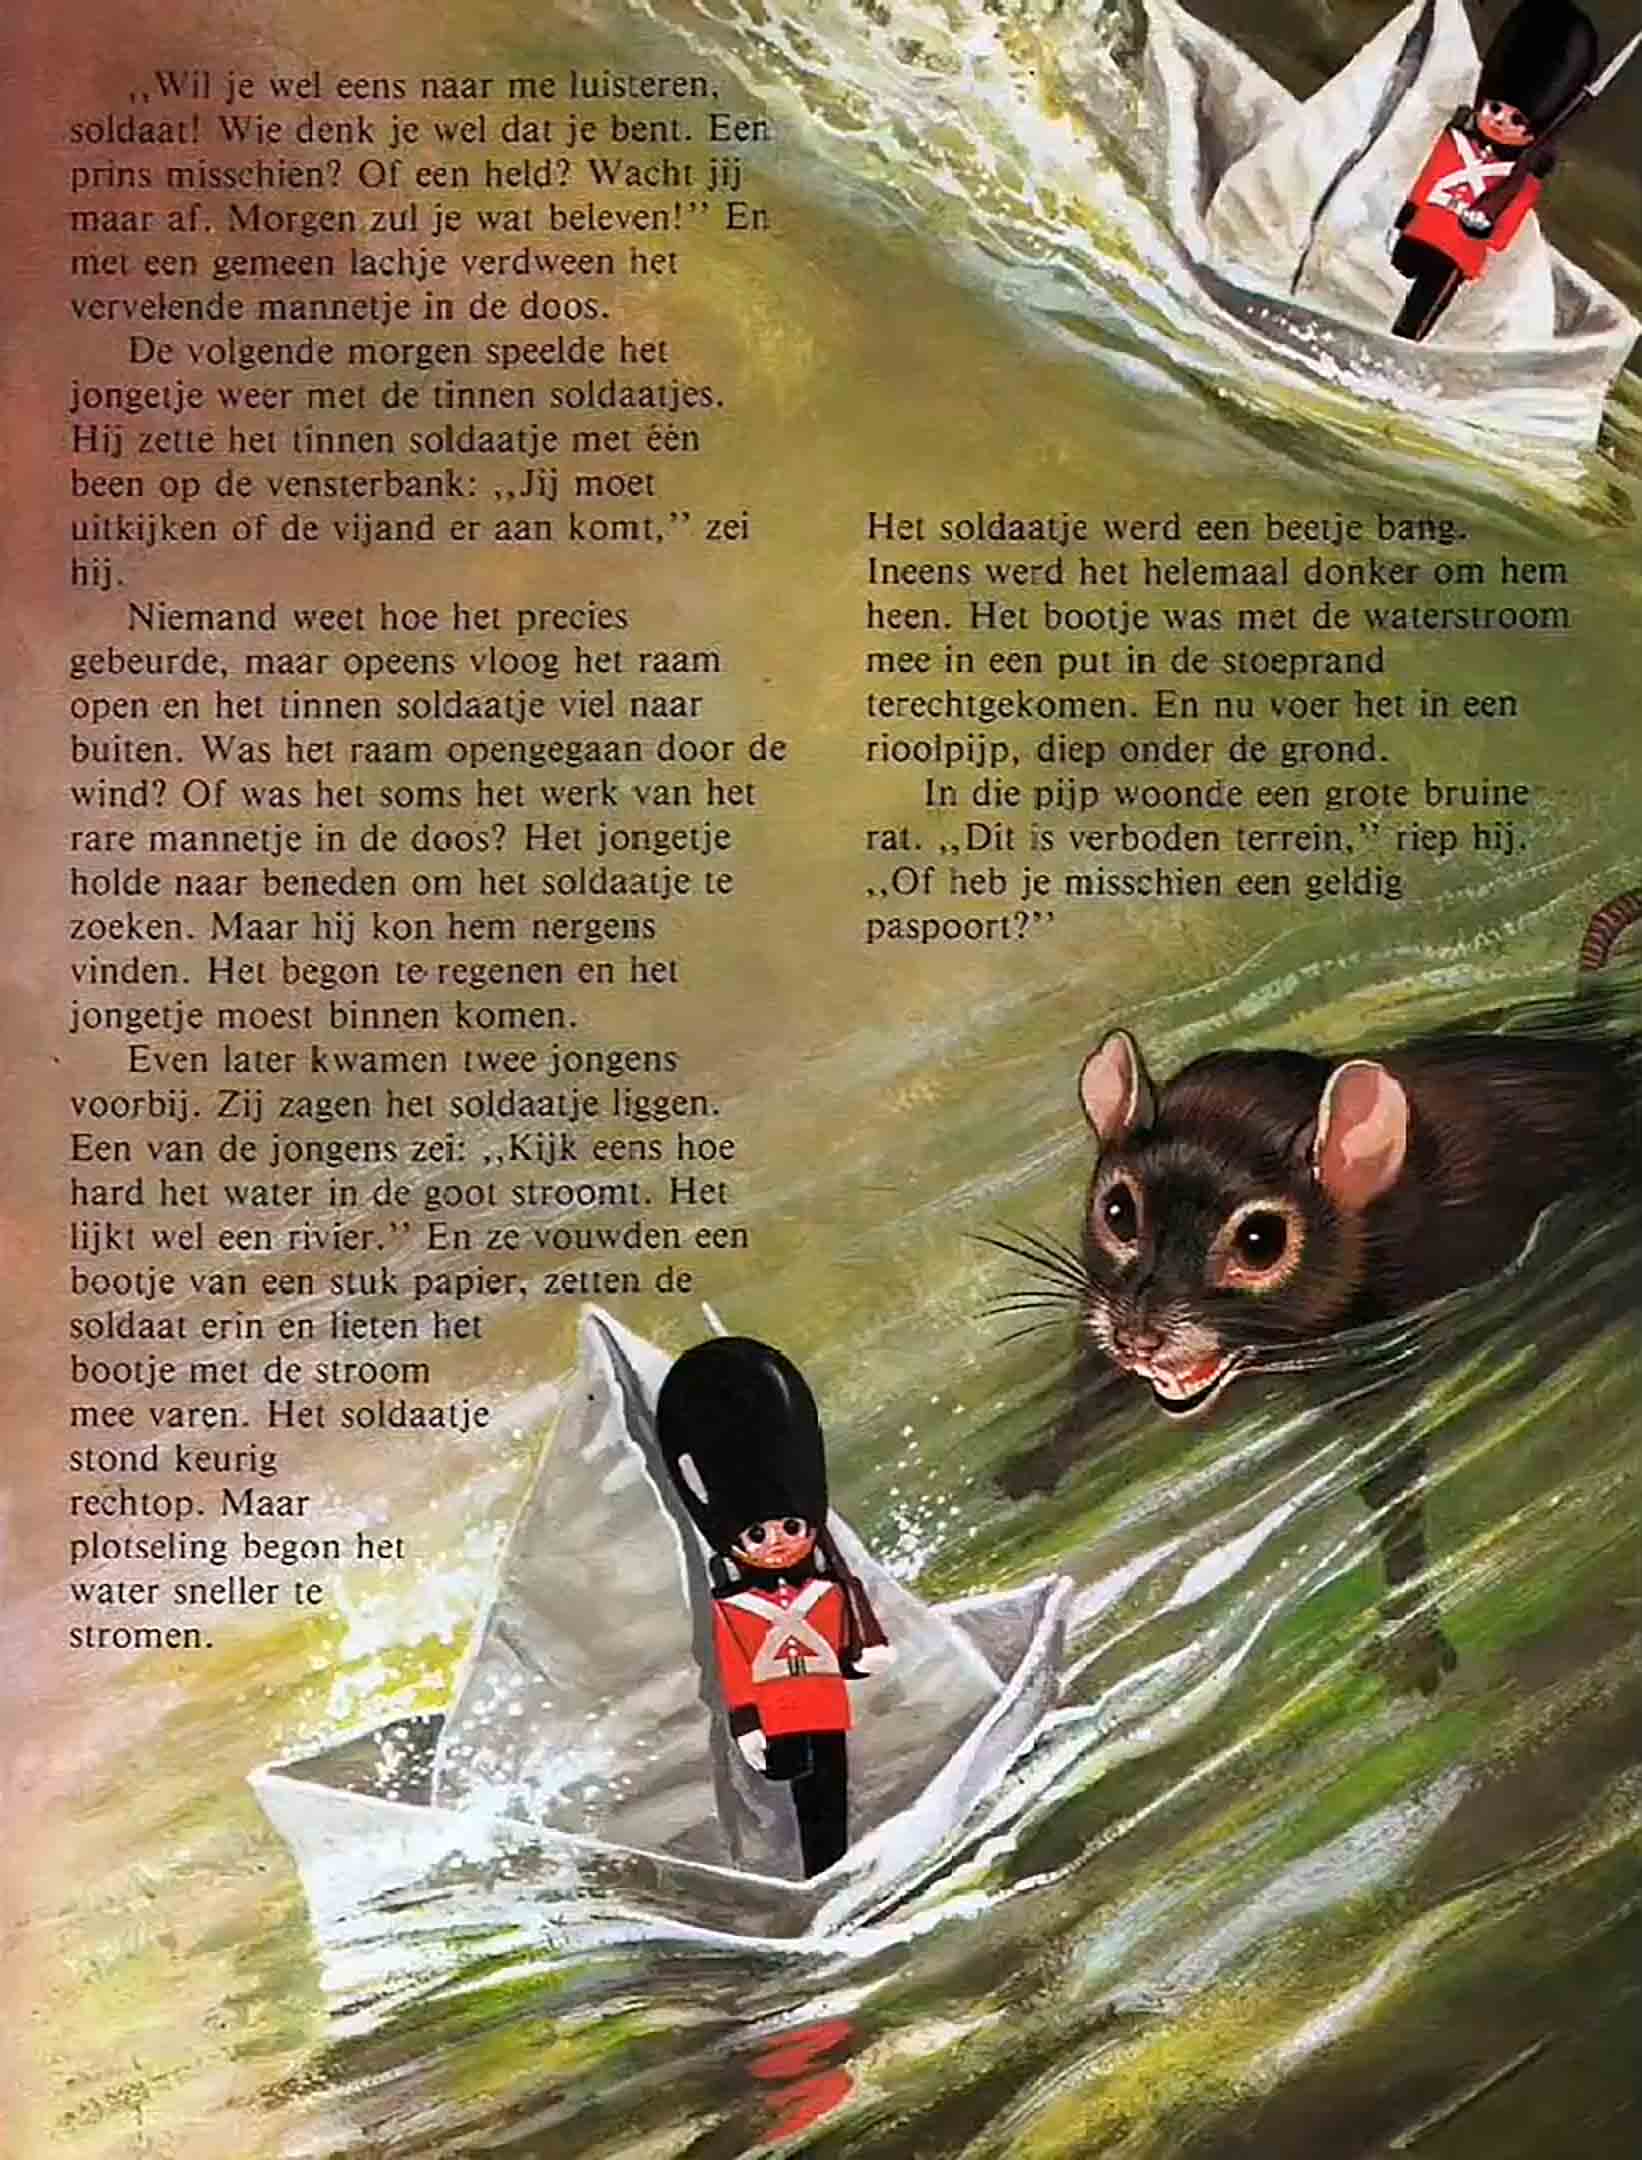 ,,Wil je wel eens naar me luisteren,
soldaat! Wie denk je wel dat je bent. Een
prins misschien? Of een held? Wacht jij
maar af. Morgen zul je wat beleven!” En
met een gemeen lachje verdween het
vervelende mannetje in de doos.
De volgende morgen speelde het
jongetje weer met de tinnen soldaatjes.
Hij zette het tinnen soldaatje met één
been op de vensterbank: ,,Jij moet
uitkijken of de vijand er aan komt,” zei
hij.
Niemand weet hoe het precies
gebeurde, maar opeens vloog het raam
open en het tinnen soldaatje viel naar
buiten. Was het raam opengegaan door de
wind? Of was het soms het werk van het
rare mannetje in de doos? Het jongetje
holde naar beneden om het soldaatje te
zoeken. Maar hij kon hem nergens
vinden. Het begon te regenen en het
jongetje moest binnen komen.
Even later kwamen twee jongens
voorbij. Zij zagen het soldaatje liggen.
Een van de jongens zei: ,,Kijk eens hoe
hard het water in de goot stroomt. Het
lijkt wel een rivier.” En ze vouwden een
bootje van een stuk papier, zetten de
soldaat erin en lieten het
bootje met de stroom
mee varen. Het soldaatje
stond keurig
rechtop. Maar
plotseling begon het
water sneller te
stromen.
Het soldaatje werd een beetje bang.
Ineens werd het helemaal donker om hem
heen. Het bootje was met de waterstroom
mee in een put in de stoeprand
terechtgekomen. En nu voer het in een
rioolpijp, diep onder de grond.
In die pijp woonde een grote bruine
rat. ,,Dit is verboden terrein,” riep hij.
,,Of heb je misschien een geldig
paspoort?”